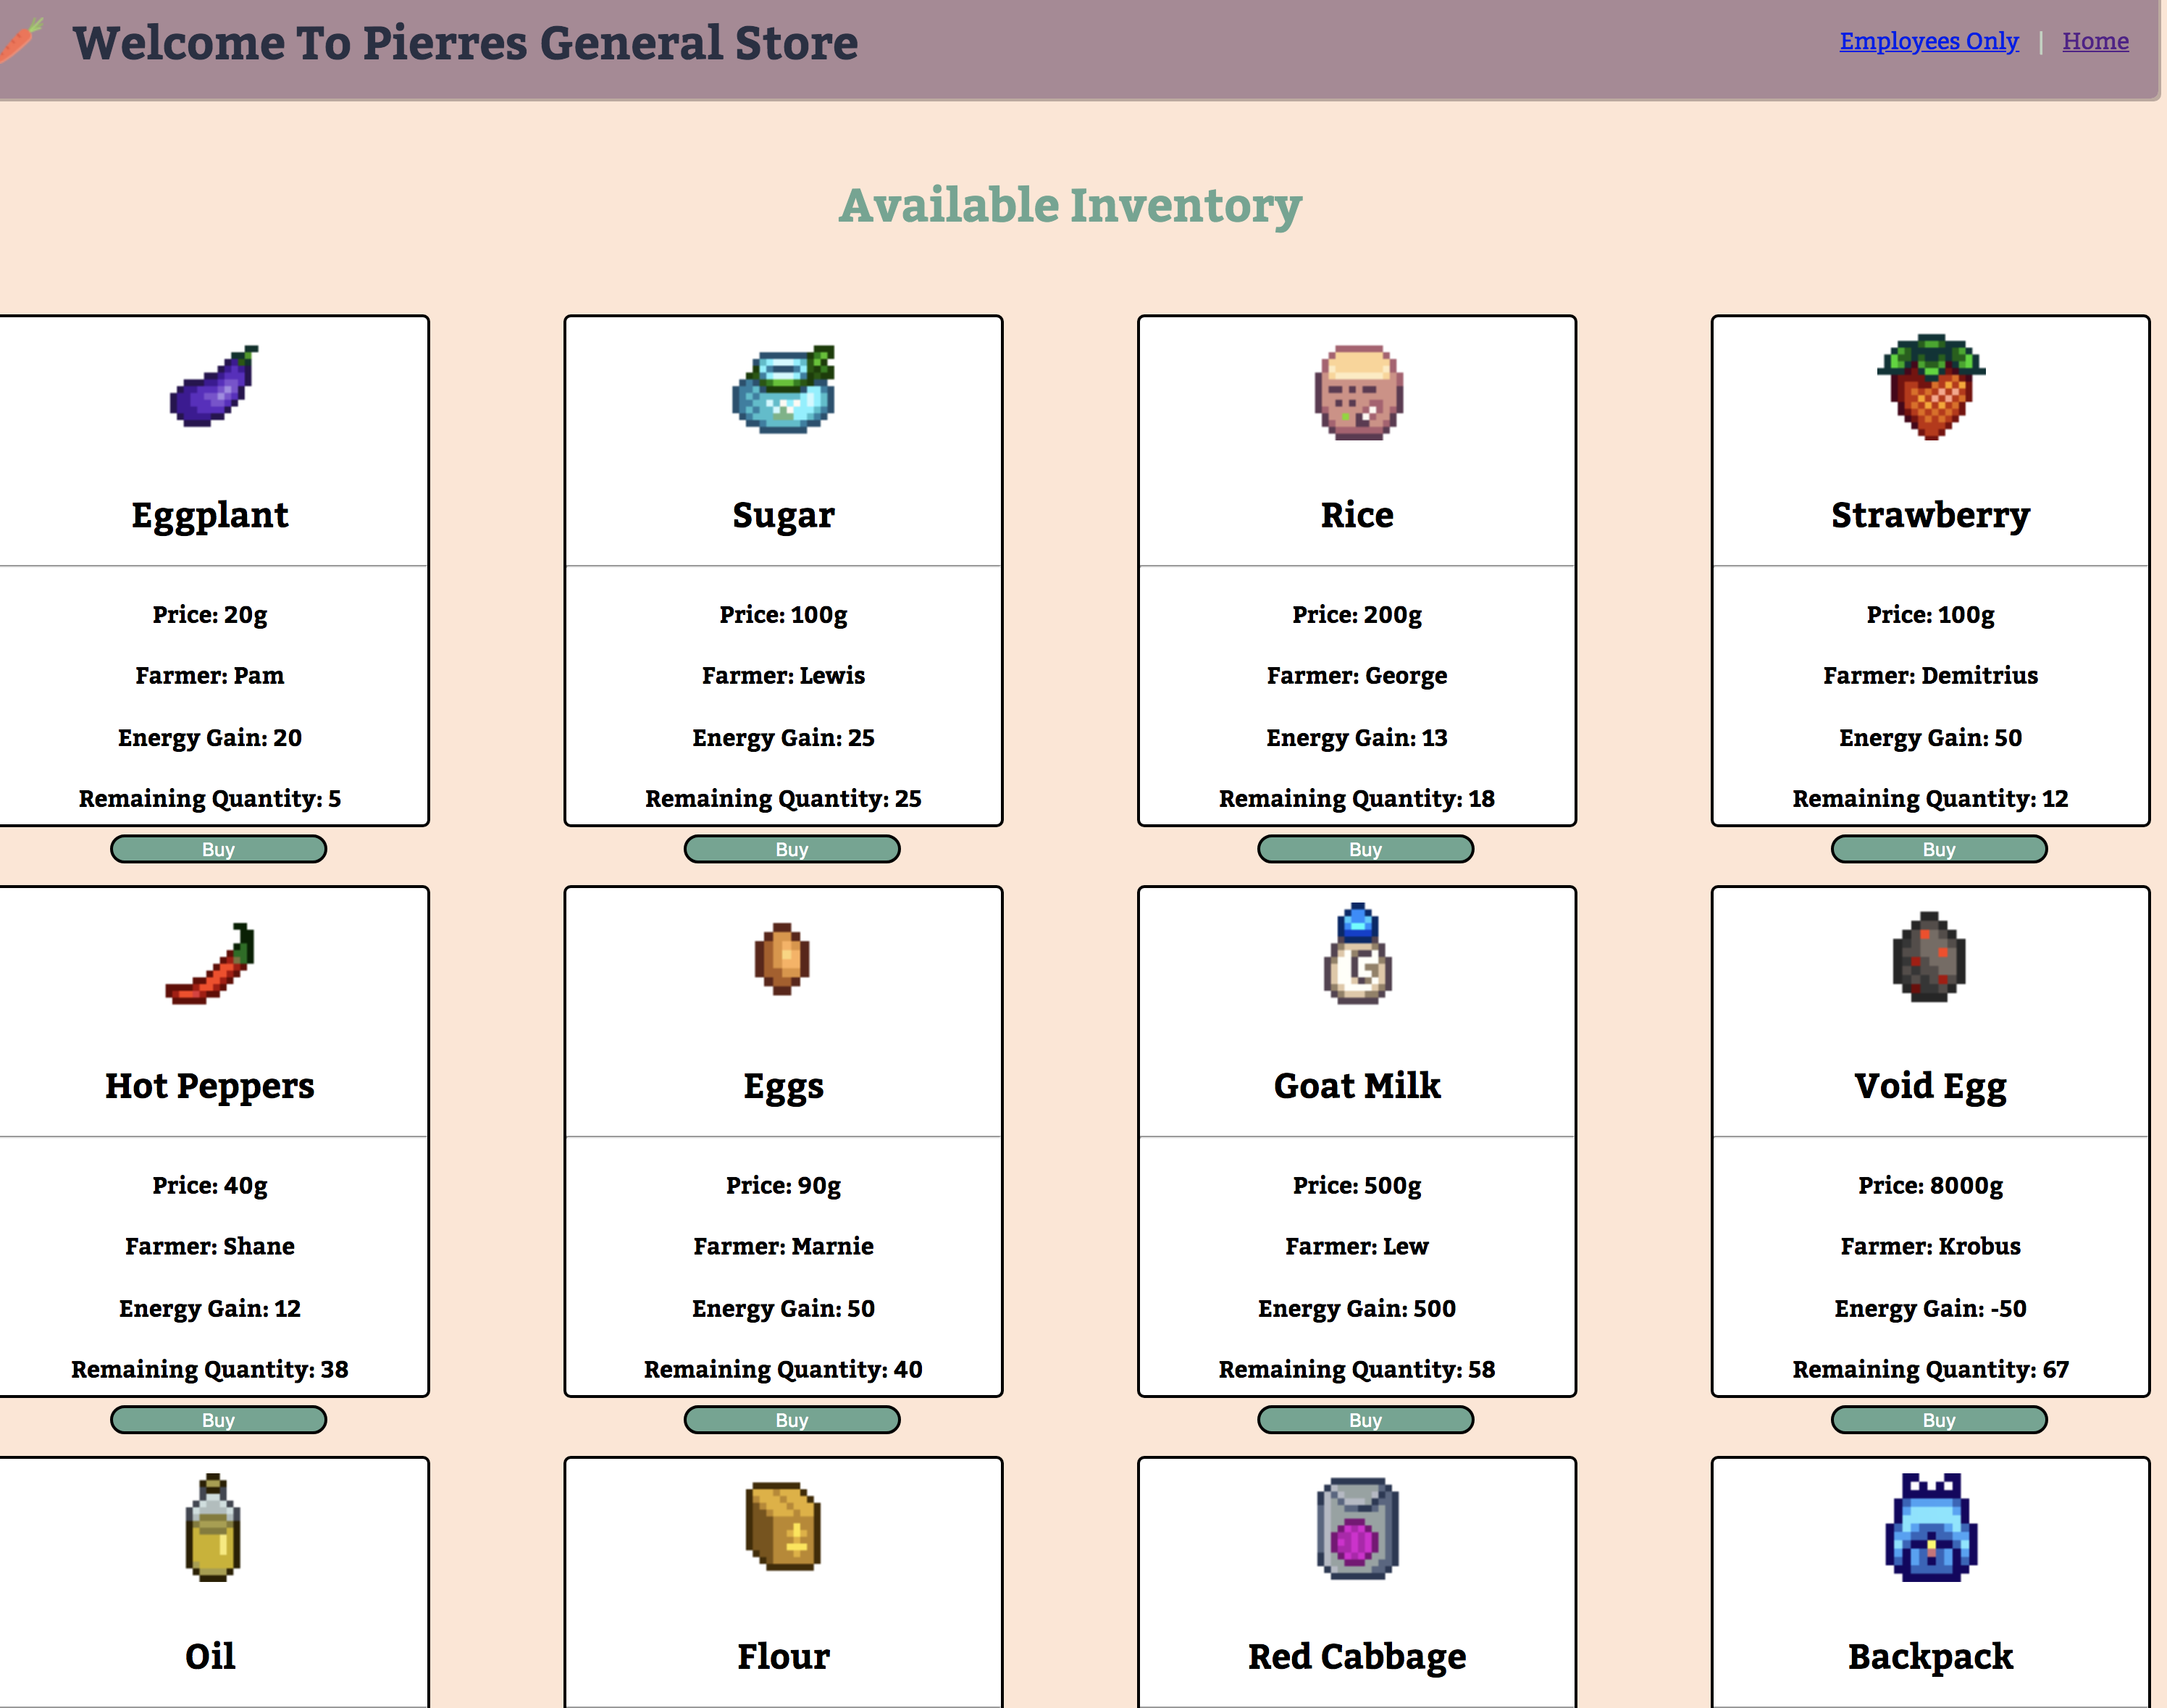 Welcome To Pierres General Store
Employees Only | Home
Available Inventory
Eggplant
Price: 20g
Farmer: Pam
Energy Gain: 20
Remaining Quantity: 5
Buy
Sugar
Price: 100g
Farmer: Lewis
Energy Gain: 25
Remaining Quantity: 25
Buy
Rice
Price: 200g
Farmer: George
Energy Gain: 13
Remaining Quantity: 18
Buy
Strawberry
Price: 100g
Farmer: Demitrius
Energy Gain: 50
Remaining Quantity: 12
Buy
Hot Peppers
Price: 40g
Farmer: Shane
Energy Gain: 12
Remaining Quantity: 38
Buy
Eggs
Price: 90g
Farmer: Marnie
Energy Gain: 50
Remaining Quantity: 40
Buy
G
Goat Milk
Price: 500g
Farmer: Lew
Energy Gain: 500
Remaining Quantity: 58
Buy
Void Egg
Price: 8000g
Farmer: Krobus
Energy Gain: -50
Remaining Quantity: 67
Buy
Oil
Flour
Red Cabbage
Backpack